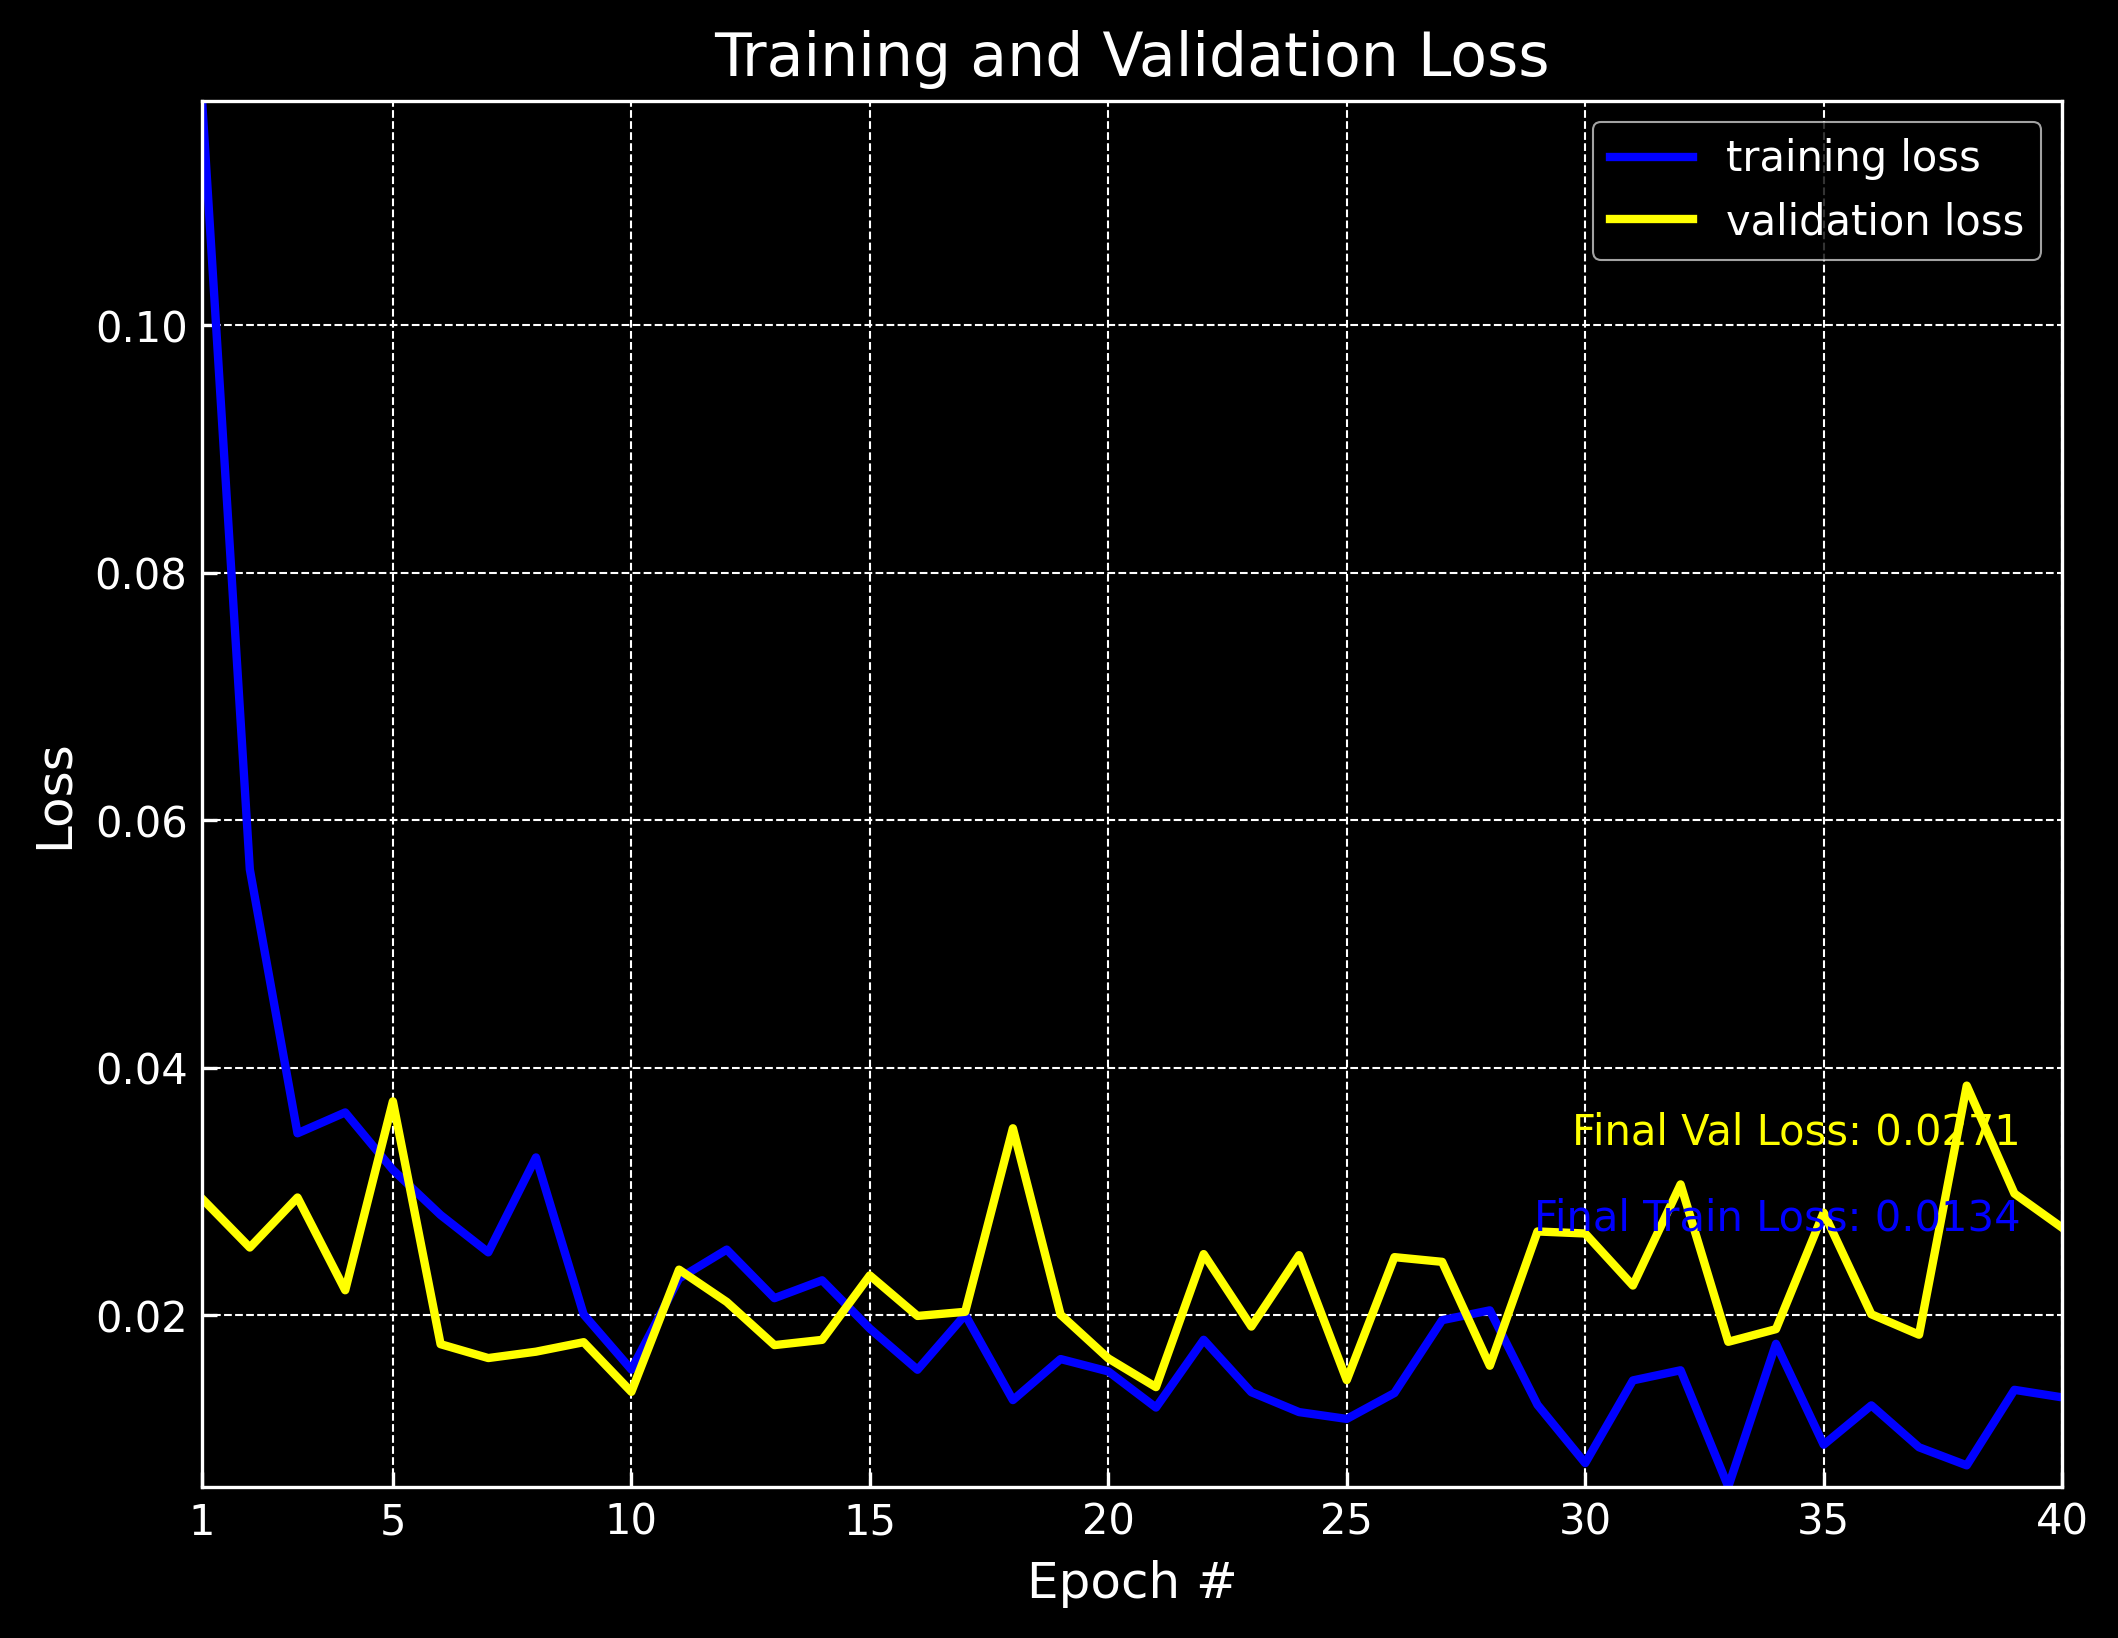 Training and Validation Loss
training loss
validation loss
0.10
0.08
0.06
0.04
0.02
Loss
Final Val Loss: 0.0271
Final Train Loss: 0.0134
1 5 10 15 20 25 30 35 40
Epoch #